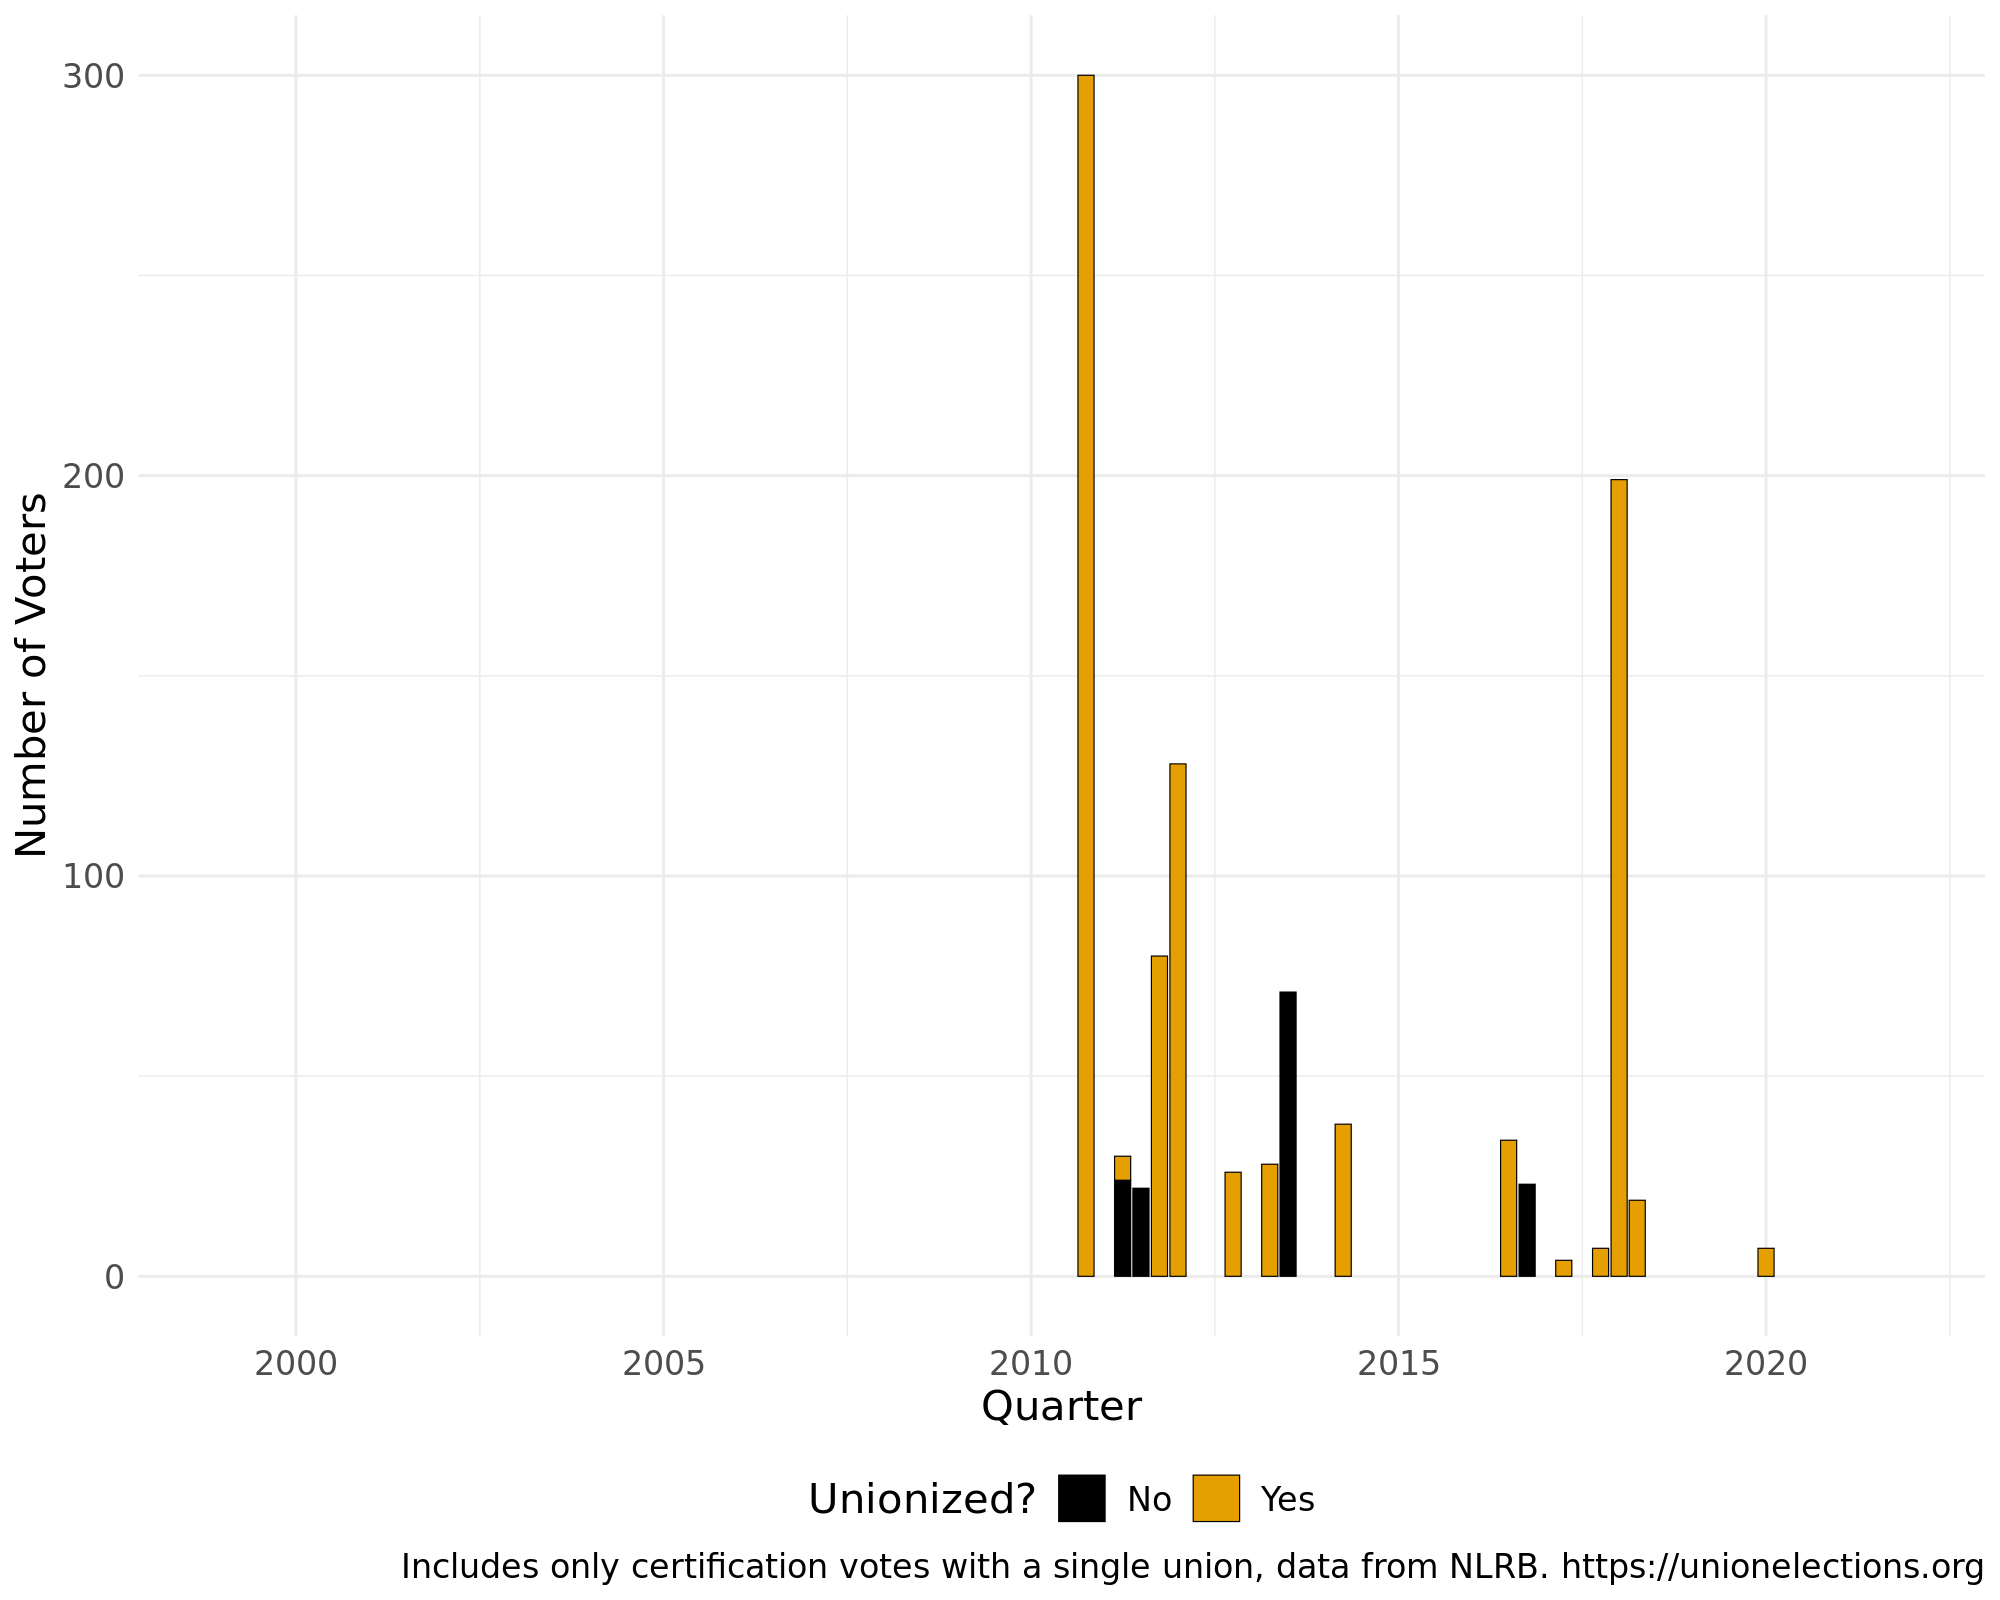 300
200
100
0
Number of Voters
2000 2005 2010 2015 2020
Quarter
Unionized? No Yes
Includes only certification votes with a single union, data from NLRB. https://unionelections.org